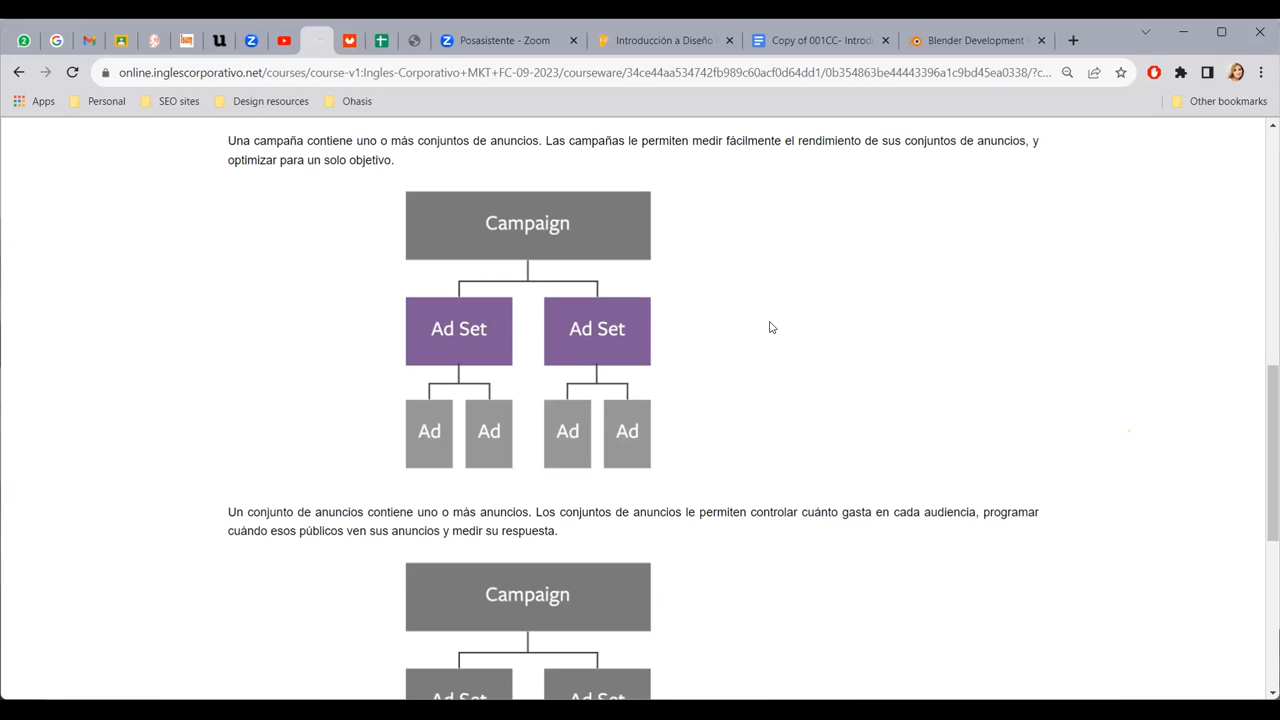 2
Posasistente - Zoom
Introducción a Diseño
Copy of 001CC- Introd
Blender Development
online.inglescorporativo.net/courses/course-v1:Ingles-Corporativo+MKT+FC-09-2023/courseware/34ce44aa534742fb989c60acf0d64dd1/0b354863be44443396a1c9bd45ea0338/?c...
Apps Personal SEO sites Design resources Ohasis Other bookmarks
Una campaña contiene uno o más conjuntos de anuncios. Las campañas le permiten medir fácilmente el rendimiento de sus conjuntos de anuncios, y
optimizar para un solo objetivo.
Campaign
Ad Set Ad Set
Ad Ad Ad Ad
Un conjunto de anuncios contiene uno o más anuncios. Los conjuntos de anuncios le permiten controlar cuánto gasta en cada audiencia, programar
cuándo esos públicos ven sus anuncios y medir su respuesta.
Campaign
Ad Set Ad Set